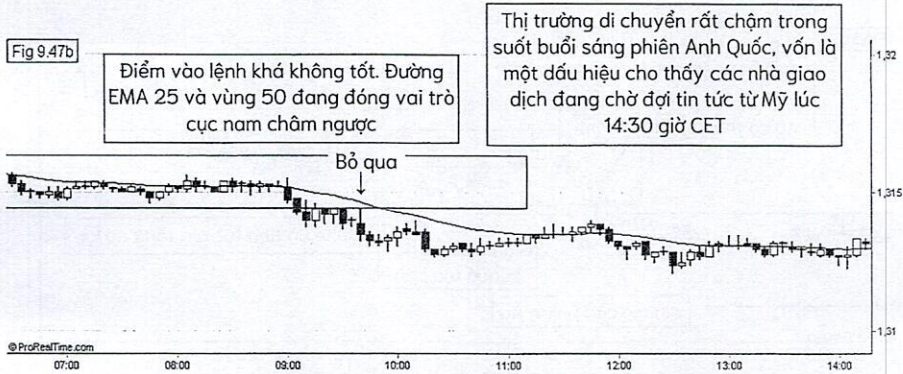 Fig 9.47b
Điểm vào lệnh khá không tốt. Đường
EMA 25 và vùng 50 đang đóng vai trò
cục nam châm ngược
Thị trường di chuyển rất chậm trong
suốt buổi sáng phiên Anh Quốc, vốn là
một dấu hiệu cho thấy các nhà giao
dịch đang chờ đợi tin tức từ Mỹ lúc
14:30 giờ CET
1,32
Bỏ qua
1,315
1,31
©ProRealTime.com
07:00 08:00 09:00 10:00 11:00 12:00 13:00 14:00